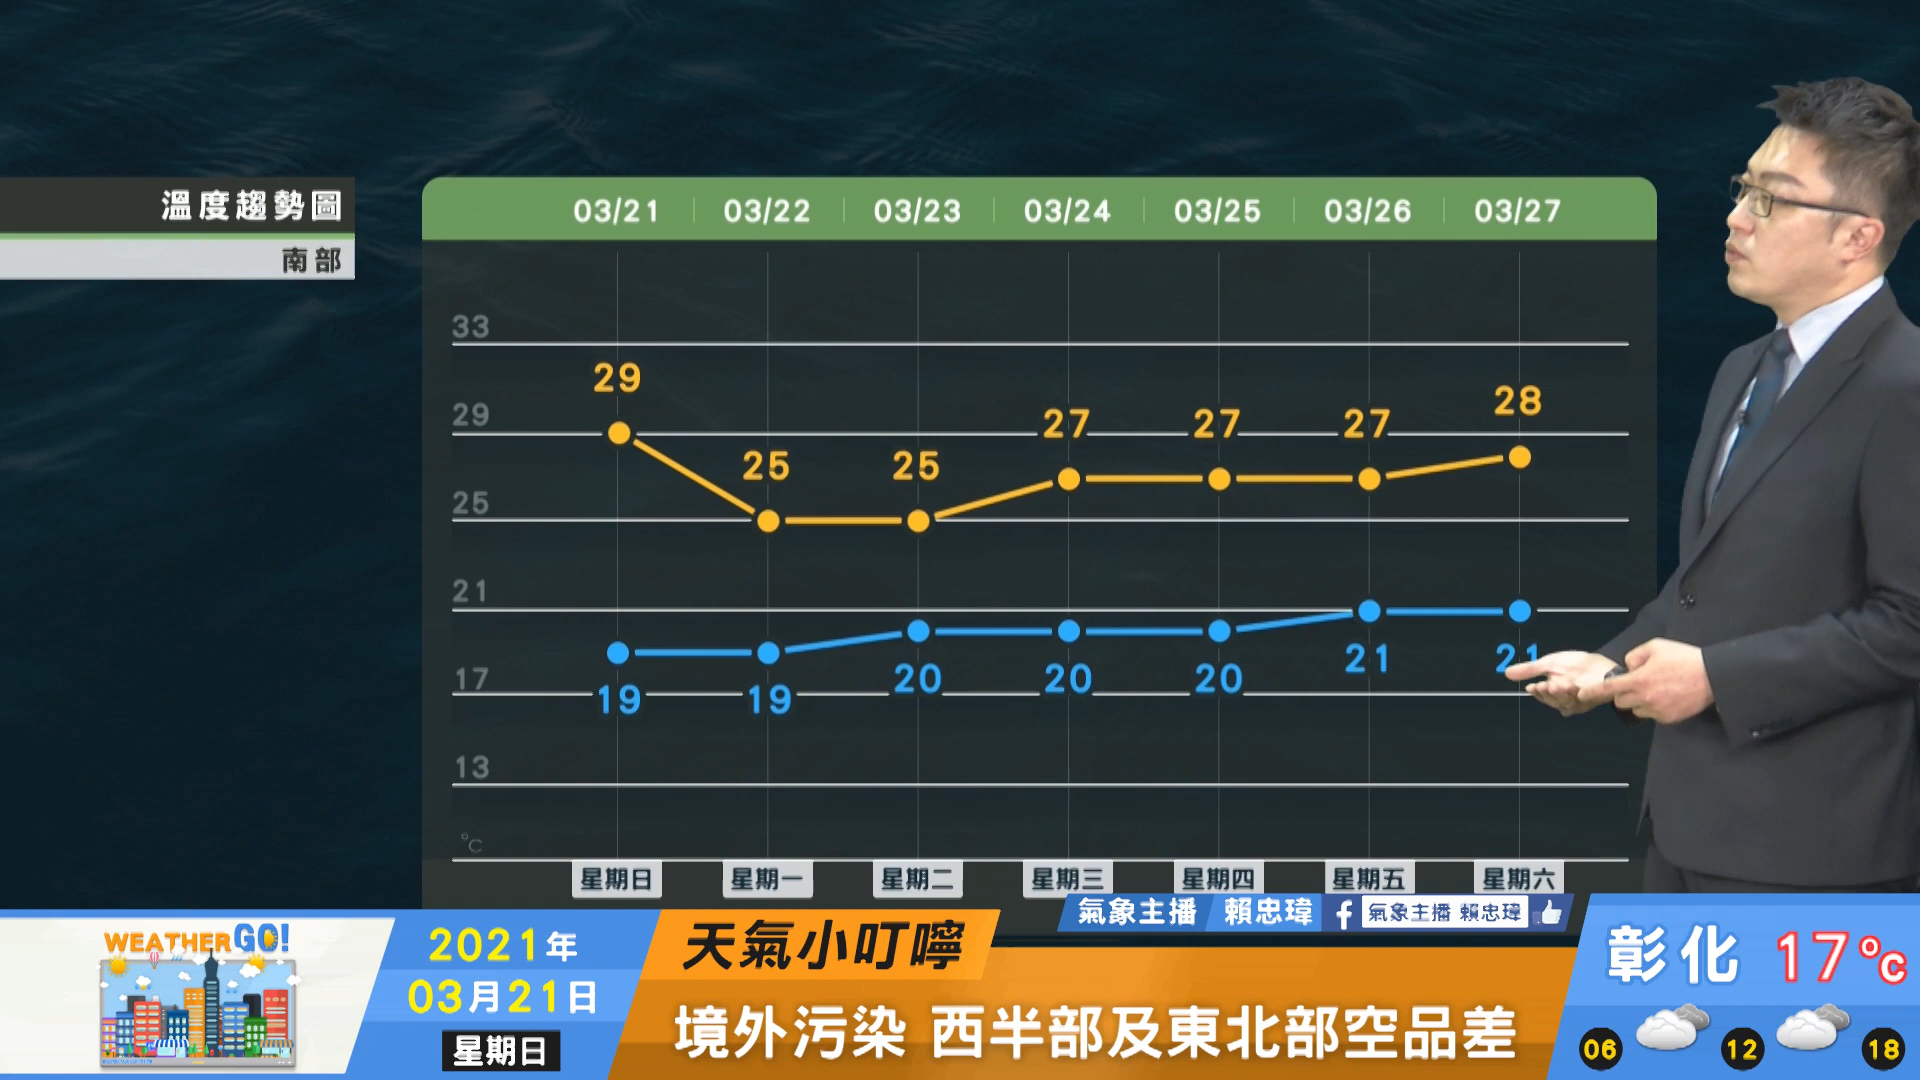 溫度趨勢圖
南部
03/21 03/22 03/23 03/24 03/25 03/26 03/27
33
29
25
21
17
13
°C
29 25 25 27 27 27 28
19 19 20 20 20 21 21
星期日 星期一 星期二 星期三 星期四 星期五 星期六
氣象主播 賴忠瑋 f 氣象主播 賴忠瑋
WEATHER GO!
2021年
03月21日
星期日
天氣小叮嚀
境外污染 西半部及東北部空品差
彰化 17°C
06 12 18